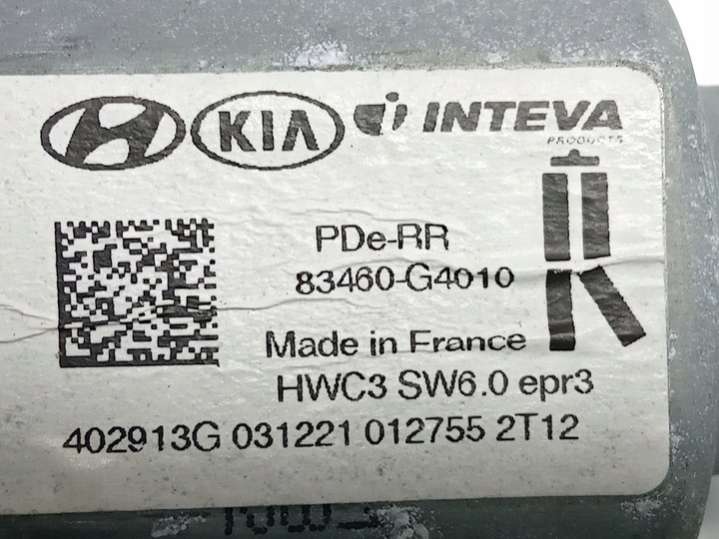 KIA INTEVA
PRODUCTS
PDe-RR
R
83460-G4010
Made in France
HWC3 SW6.0 epr3
402913G 031221 012755 2T12